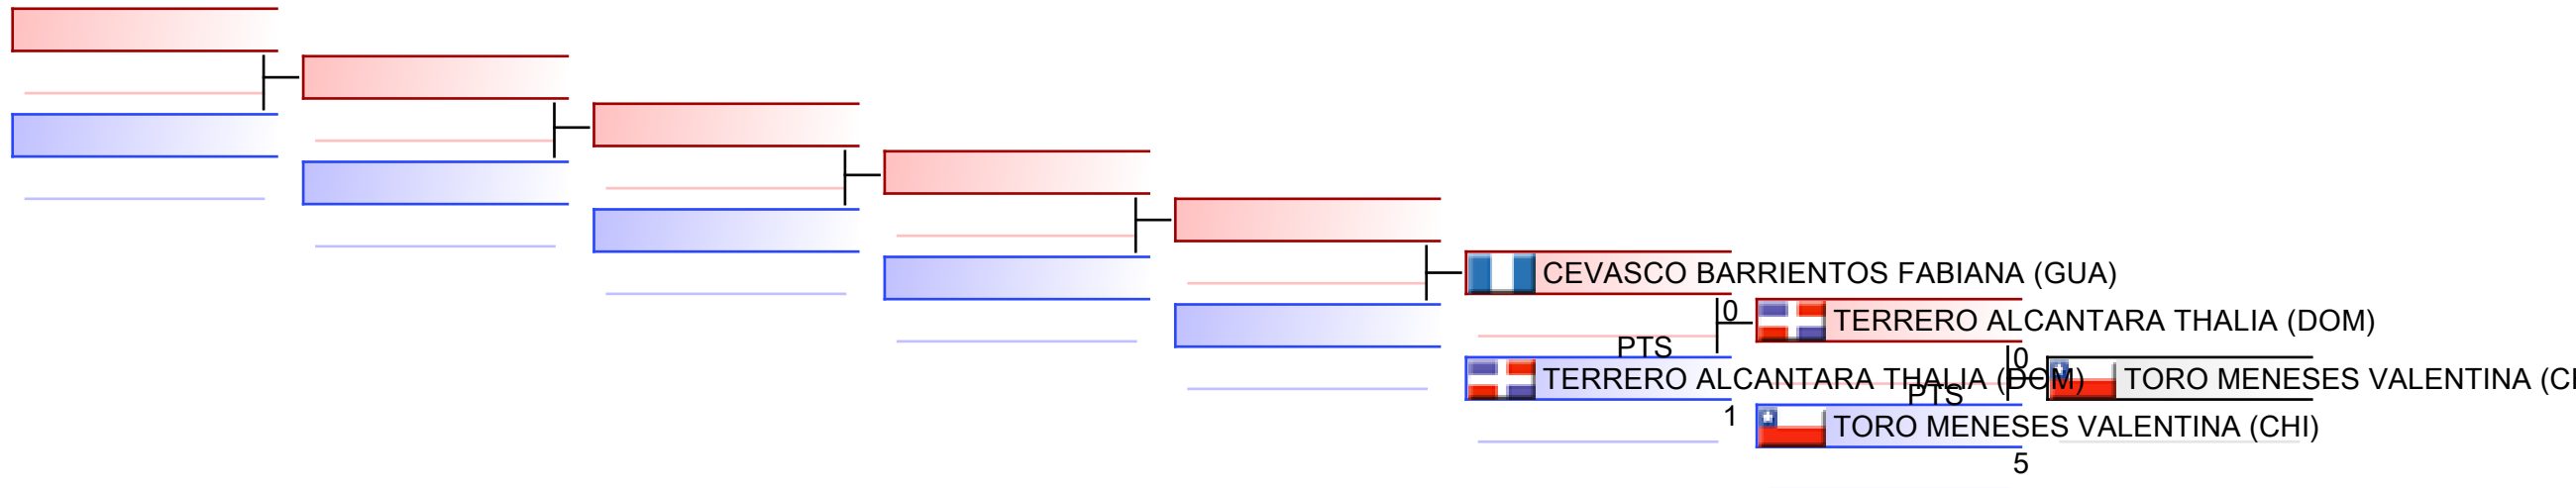 CEVASCO BARRIENTOS FABIANA (GUA)
0
TERRERO ALCANTARA THALIA (DOM)
PTS
0
TERRERO ALCANTARA THALIA (DOM)
TORO MENESES VALENTINA (C
PTS
1
TORO MENESES VALENTINA (CHI)
5